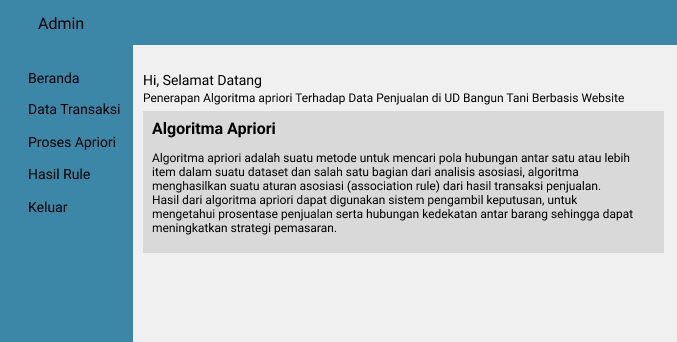 Admin
Beranda
Data Transaksi
Proses Apriori
Hasil Rule
Keluar
Hi, Selamat Datang
Penerapan Algoritma apriori Terhadap Data Penjualan di UD Bangun Tani Berbasis Website
Algoritma Apriori
Algoritma apriori adalah suatu metode untuk mencari pola hubungan antar satu atau lebih
item dalam suatu dataset dan salah satu bagian dari analisis asosiasi, algoritma
menghasilkan suatu aturan asosiasi (association rule) dari hasil transaksi penjualan.
Hasil dari algoritma apriori dapat digunakan sistem pengambil keputusan, untuk
mengetahui prosentase penjualan serta hubungan kedekatan antar barang sehingga dapat
meningkatkan strategi pemasaran.